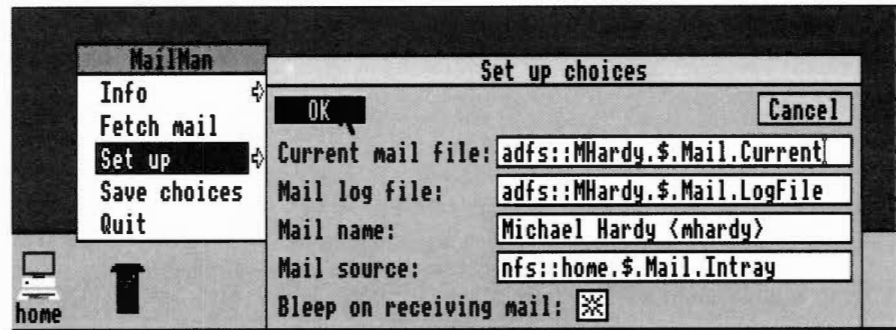 MailMan
Info
Fetch mail
Set up
Save choices
Quit
Set up choices
OK
Cancel
Current mail file: adfs::MHardy.$.Mail.Current
Mail log file: adfs::MHardy.$.Mail.LogFile
Mail name: Michael Hardy <mhardy>
Mail source: nfs::home.$.Mail.Intray
Bleep on receiving mail:
home